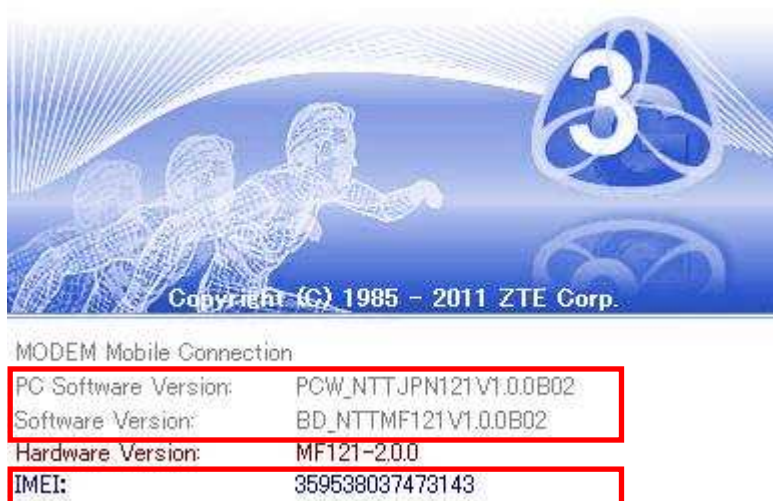 3
Copyright (C) 1985 - 2011 ZTE Corp.
MODEM Mobile Connection
PC Software Version: PCW_NTTJPN121V1.0.0B02
Software Version: BD_NTTMF121V1.0.0B02
Hardware Version: MF121-2.0.0
IMEI: 359538037473143